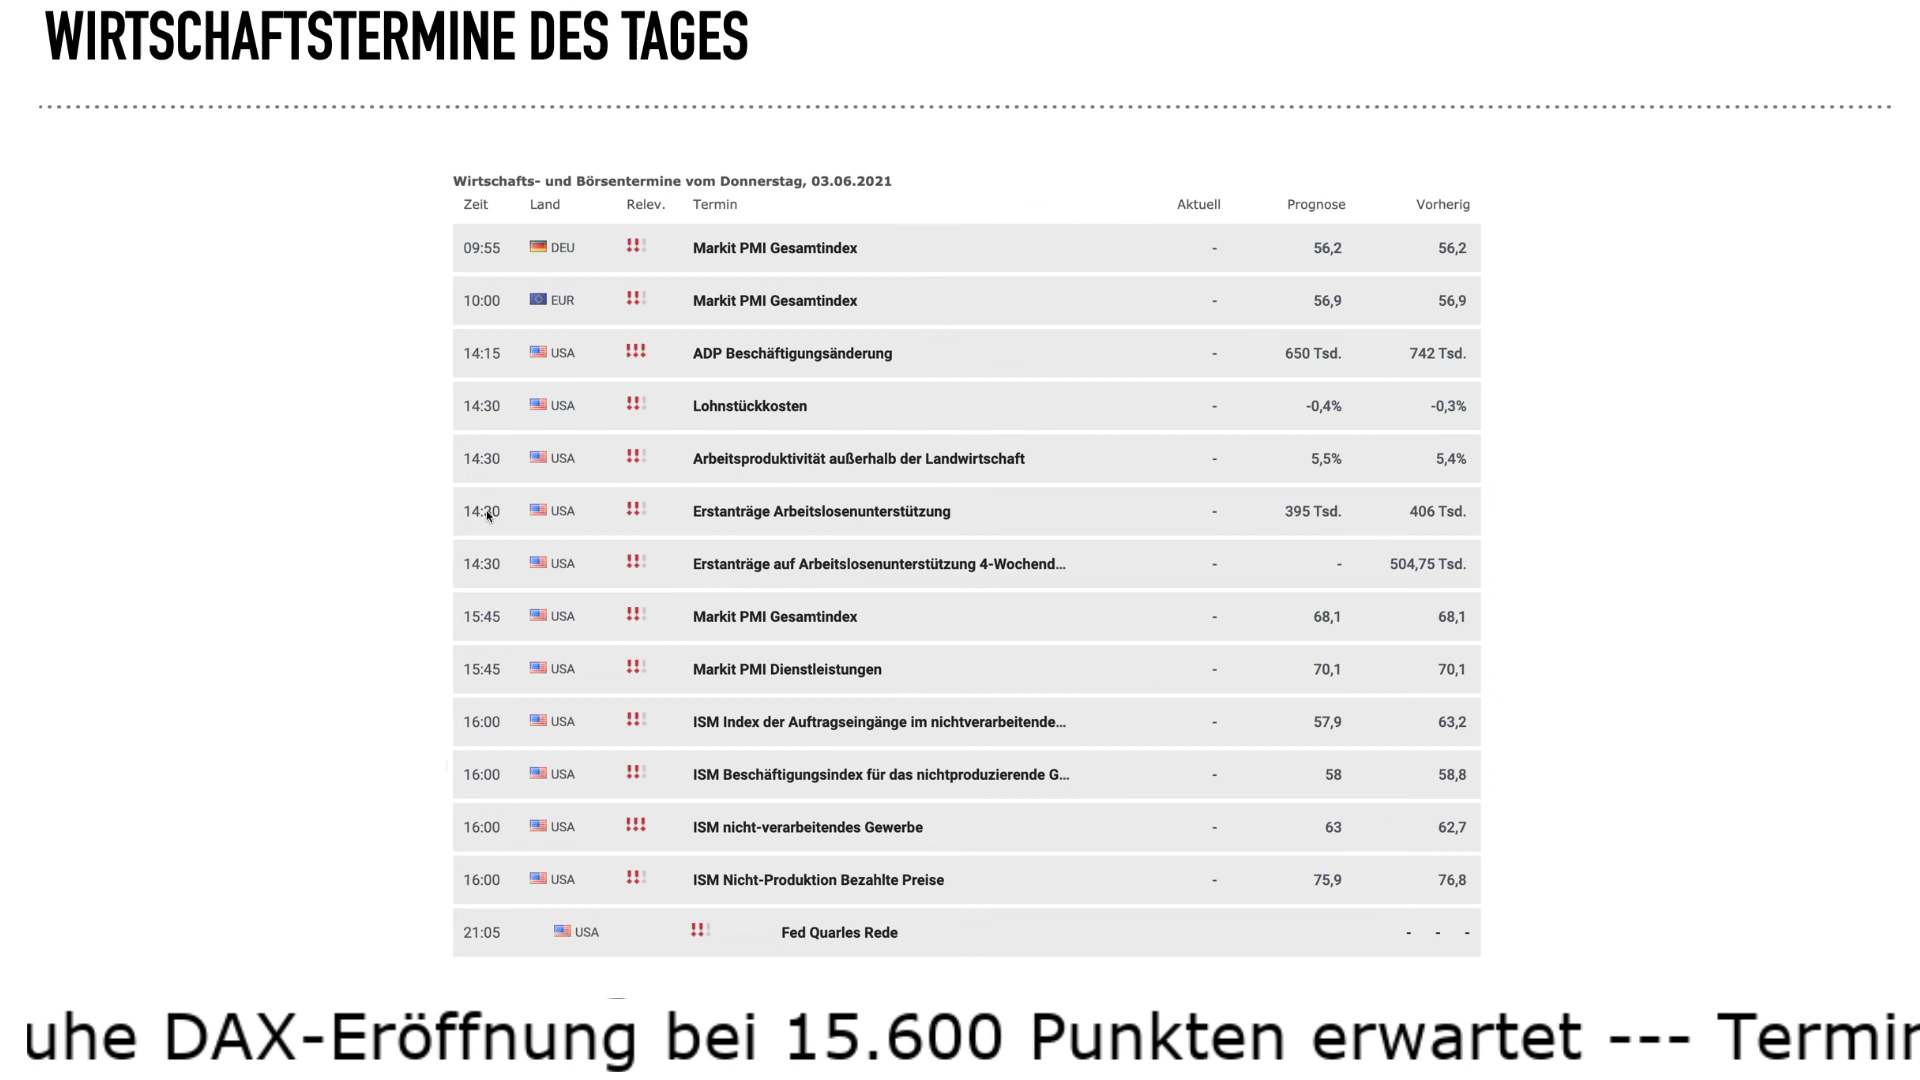 WIRTSCHAFTSTERMINE DES TAGES
Wirtschafts- und Börsentermine vom Donnerstag, 03.06.2021
Zeit Land Relev. Termin Aktuell Prognose Vorherig
09:55 DEU Markit PMI Gesamtindex - 56,2 56,2
10:00 EUR Markit PMI Gesamtindex - 56,9 56,9
14:15 USA ADP Beschäftigungsänderung - 650 Tsd. 742 Tsd.
14:30 USA Lohnstückkosten - -0,4% -0,3%
14:30 USA Arbeitsproduktivität außerhalb der Landwirtschaft - 5,5% 5,4%
14:30 USA Erstanträge Arbeitslosenunterstützung - 395 Tsd. 406 Tsd.
14:30 USA Erstanträge auf Arbeitslosenunterstützung 4-Wochend... - - 504,75 Tsd.
15:45 USA Markit PMI Gesamtindex - 68,1 68,1
15:45 USA Markit PMI Dienstleistungen - 70,1 70,1
16:00 USA ISM Index der Auftragseingänge im nichtverarbeitende... - 57,9 63,2
16:00 USA ISM Beschäftigungsindex für das nichtproduzierende G... - 58 58,8
16:00 USA ISM nicht-verarbeitendes Gewerbe - 63 62,7
16:00 USA ISM Nicht-Produktion Bezahlte Preise - 75,9 76,8
21:05 USA Fed Quarles Rede - - -
uhe DAX-Eröffnung bei 15.600 Punkten erwartet --- Termin